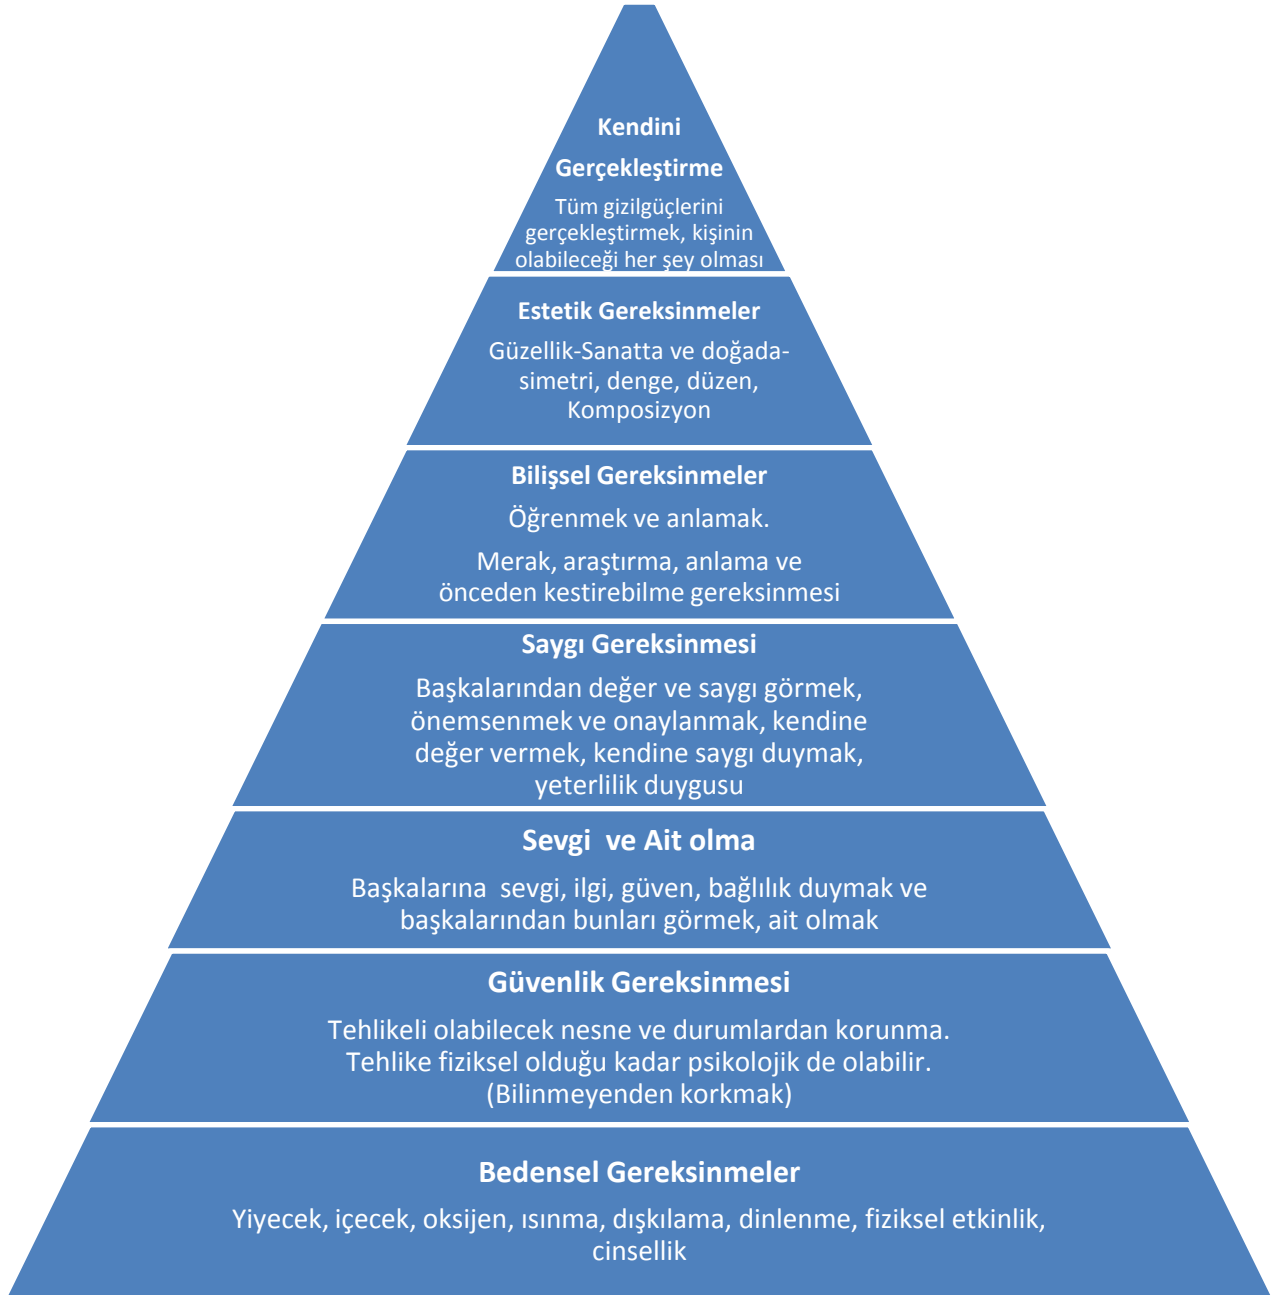 Kendini
Gerçekleştirme
Tüm gizilgüçlerini
gerçekleştirmek, kişinin
olabileceği her şey olması
Estetik Gereksinmeler
Güzellik-Sanatta ve doğada-
simetri, denge, düzen,
Komposizyon
Bilişsel Gereksinmeler
Öğrenmek ve anlamak.
Merak, araştırma, anlama ve
önceden kestirebilme gereksinmesi
Saygı Gereksinmesi
Başkalarından değer ve saygı görmek,
önemsenmek ve onaylanmak, kendine
değer vermek, kendine saygı duymak,
yeterlilik duygusu
Sevgi  ve Ait olma
Başkalarına  sevgi, ilgi, güven, bağlılık duymak ve
başkalarından bunları görmek, ait olmak
Güvenlik Gereksinmesi
Tehlikeli olabilecek nesne ve durumlardan korunma.
Tehlike fiziksel olduğu kadar psikolojik de olabilir.
(Bilinmeyenden korkmak)
Bedensel Gereksinmeler
Yiyecek, içecek, oksijen, ısınma, dışkılama, dinlenme, fiziksel etkinlik,
cinsellik